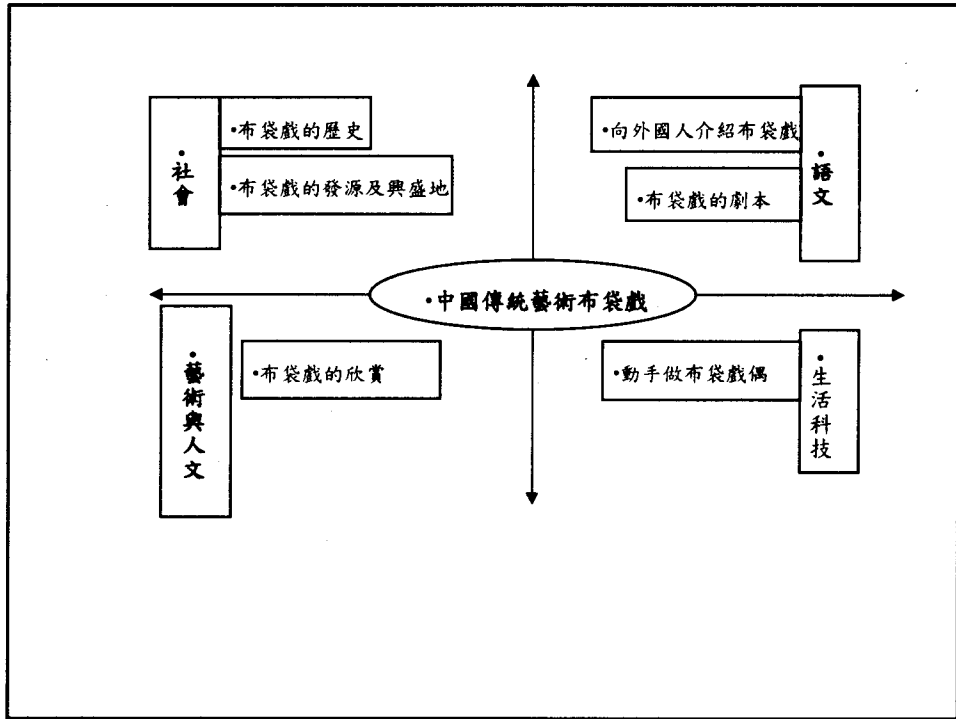 •社會
•布袋戲的歷史
•布袋戲的發源及興盛地
•向外國人介紹布袋戲
•布袋戲的劇本
•語文
•中國傳統藝術布袋戲
•藝術與人文
•布袋戲的欣賞
•動手做布袋戲偶
•生活科技